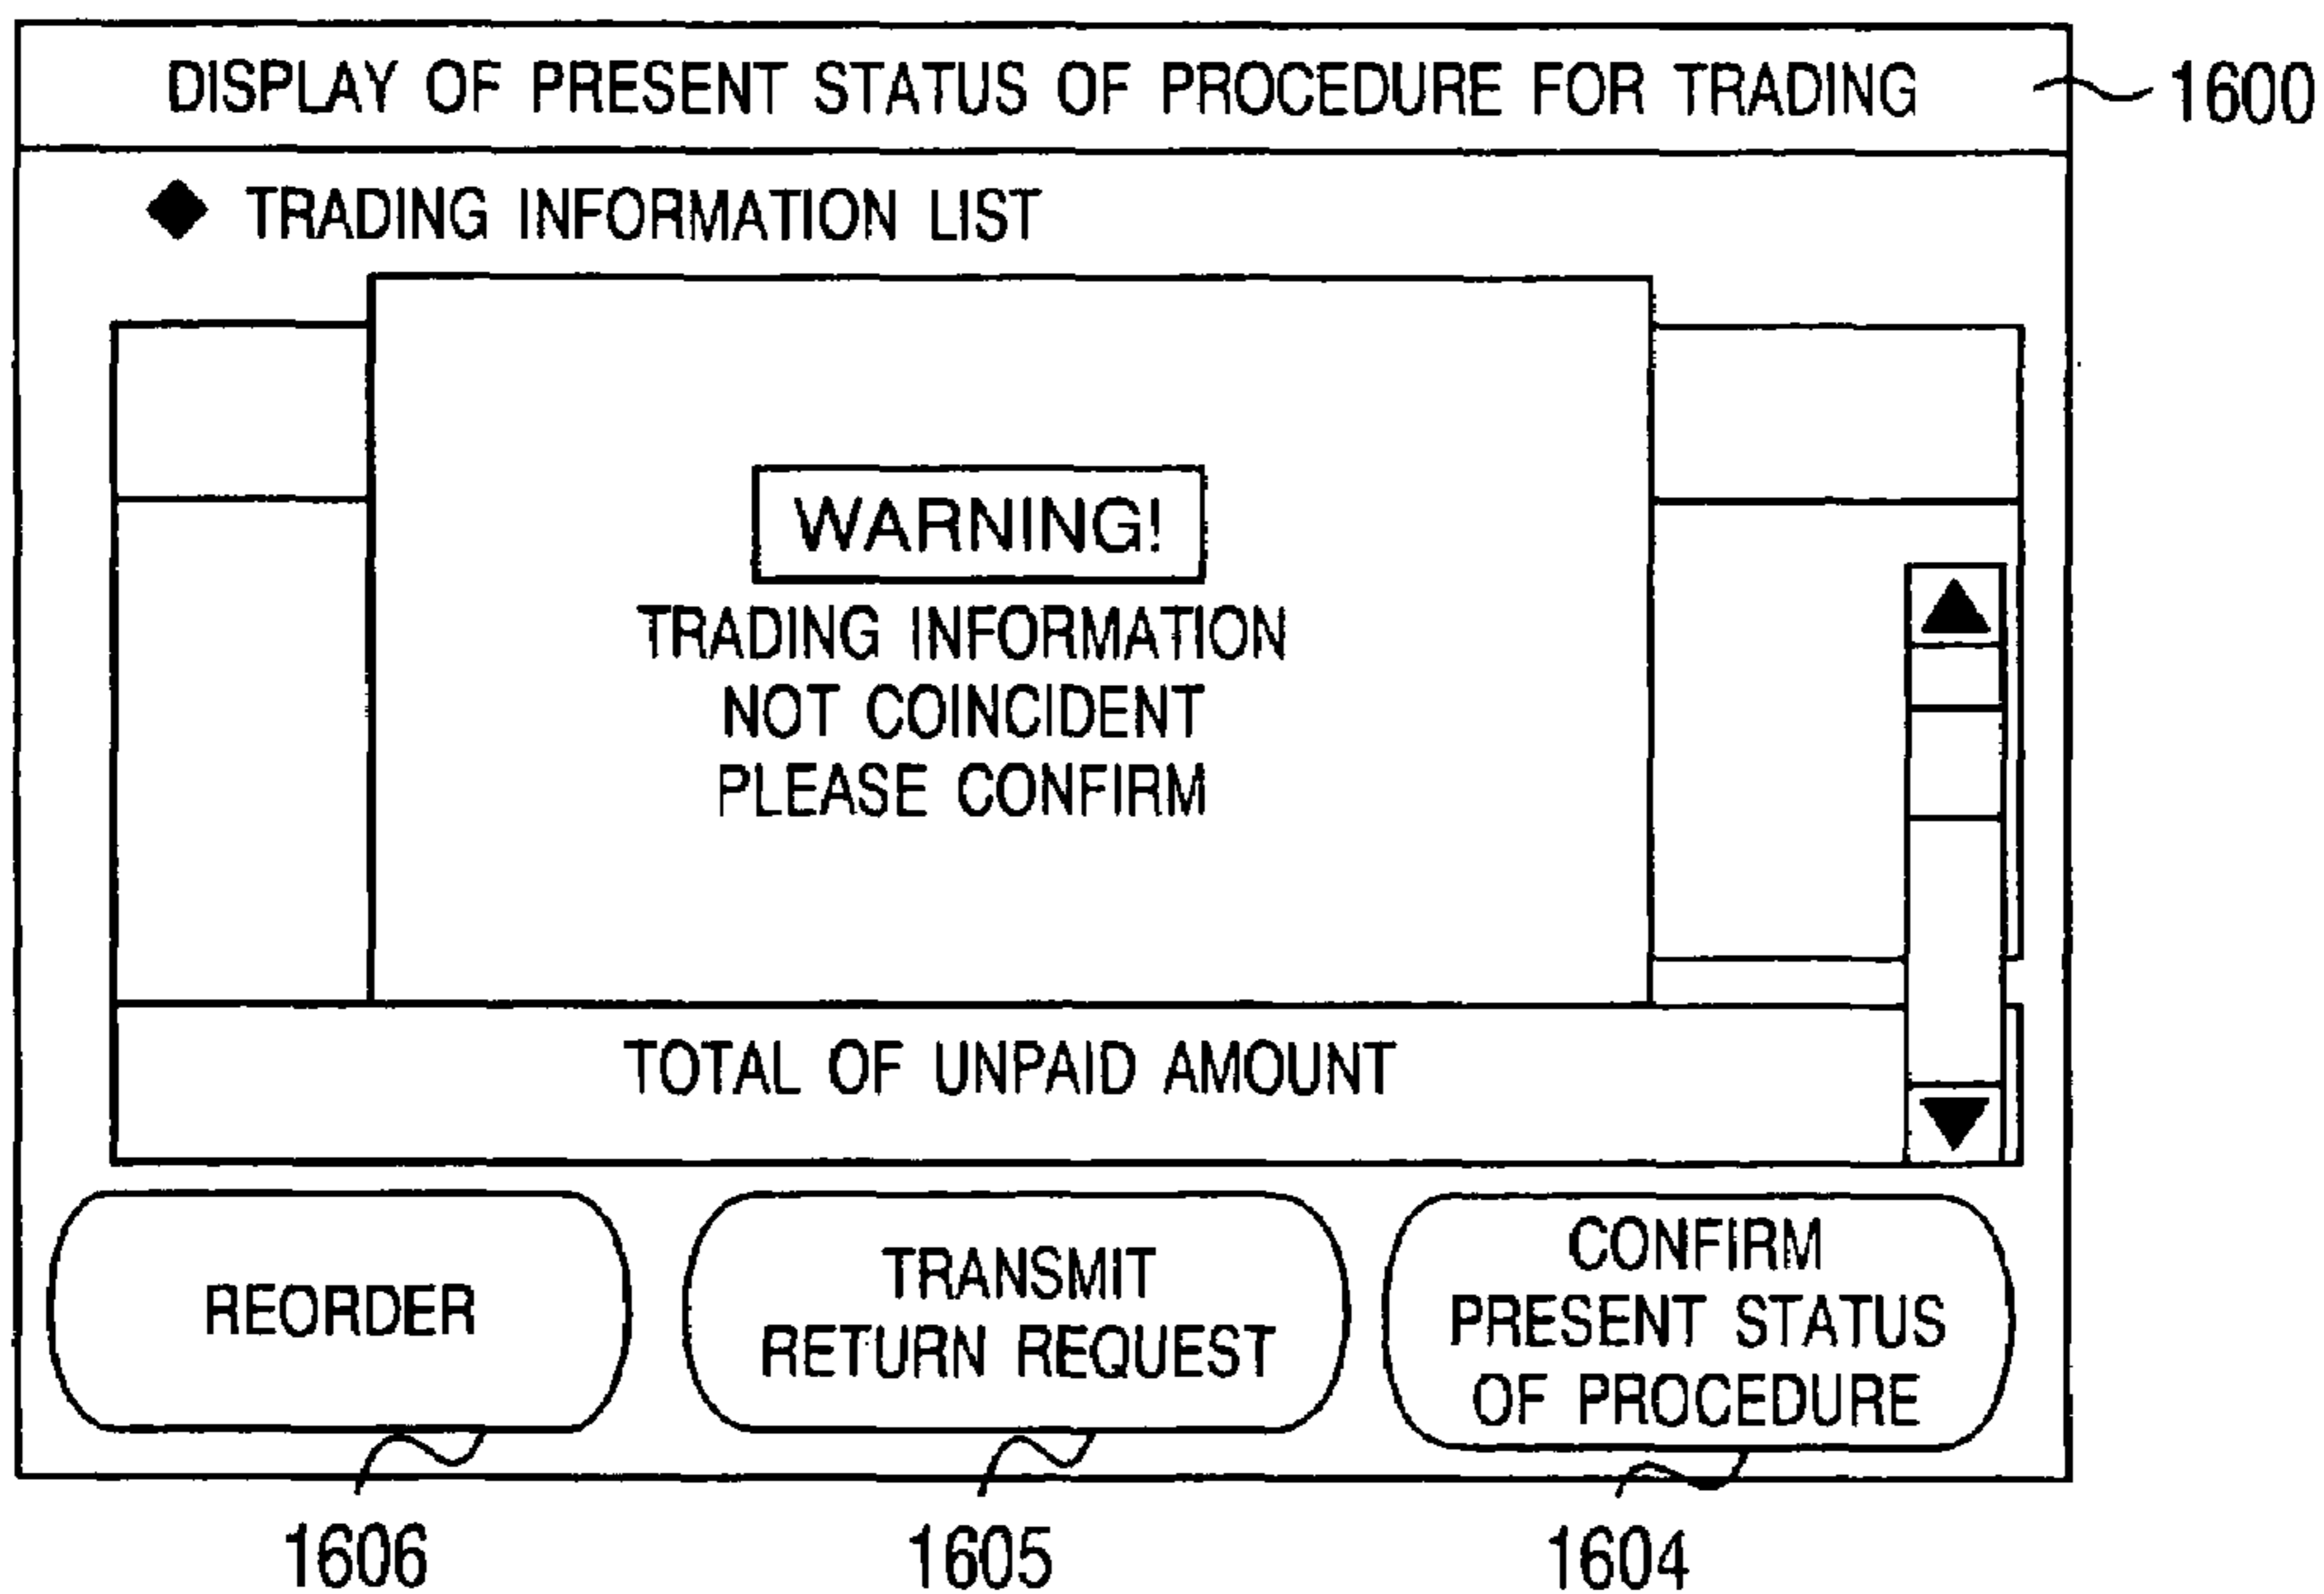 DISPLAY OF PRESENT STATUS OF PROCEDURE FOR TRADING
1600
◆ TRADING INFORMATION LIST
WARNING!
TRADING INFORMATION
NOT COINCIDENT
PLEASE CONFIRM
TOTAL OF UNPAID AMOUNT
REORDER
TRANSMIT
RETURN REQUEST
CONFIRM
PRESENT STATUS
OF PROCEDURE
1606
1605
1604